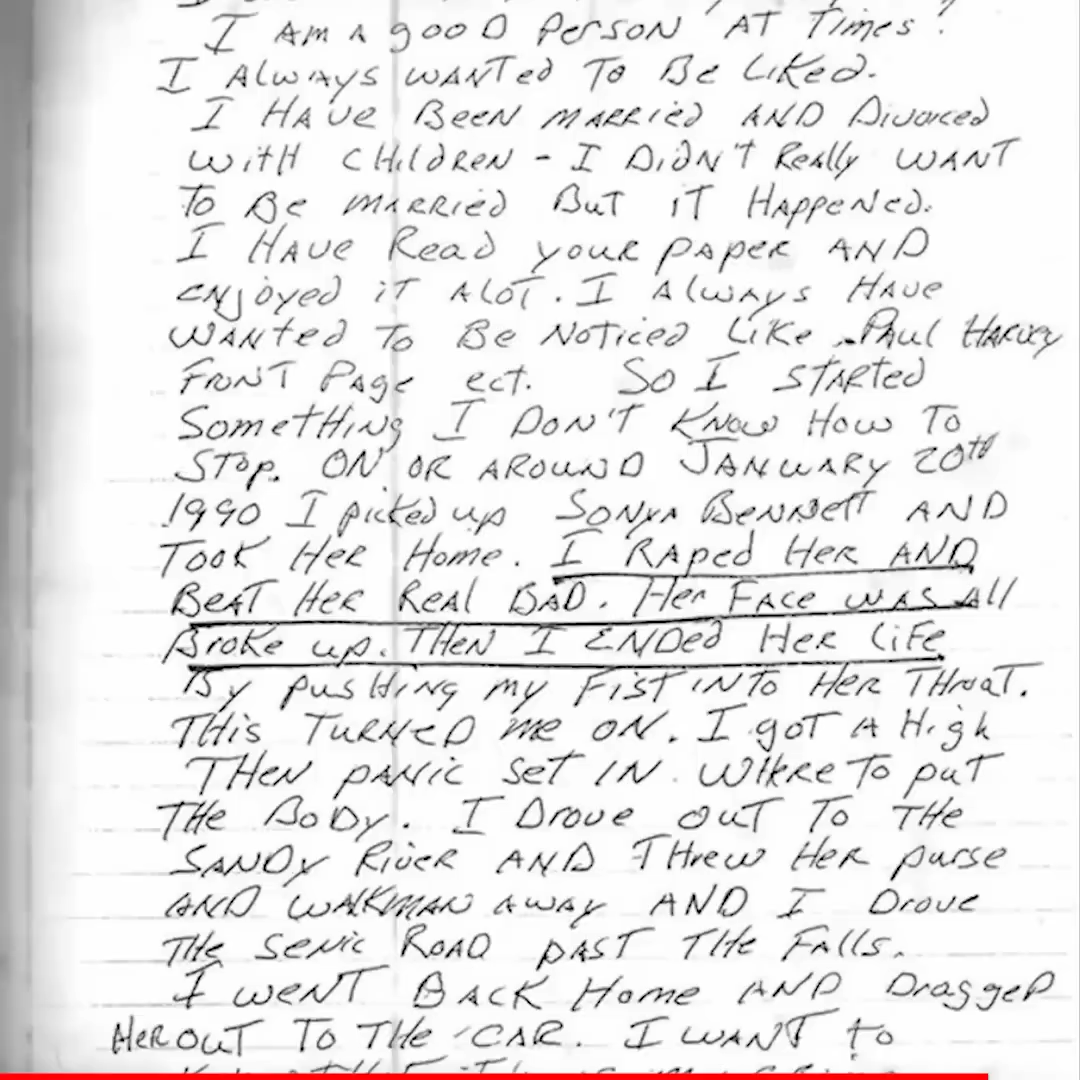 I AM A gooD Person AT Times!
I Always wanted To Be Liked.
I Have Been married and Divorced
with Children - I Didn't Really want
To Be married But it Happened.
I Have Read your paper and
enjoyed it alot. I always Have
wanted To Be Noticed Like Paul Harvey
Front Page ect. So I started
Something I Don't Know How To
Stop. On or around January 20th
1990 I picked up Sonya Bennett and
Took Her Home. I Raped Her and
Beat Her Real Bad. Her Face was all
Broke up. Then I Ended Her Life
By pushing my Fist into Her Throat.
This Turned me on. I got a High
Then panic set in. Where To put
The Body. I Drove out To The
Sandy River and Threw Her purse
and walkman away and I Drove
The senic Road past The Falls.
I went Back Home and Dragged
Her out To The car. I want to